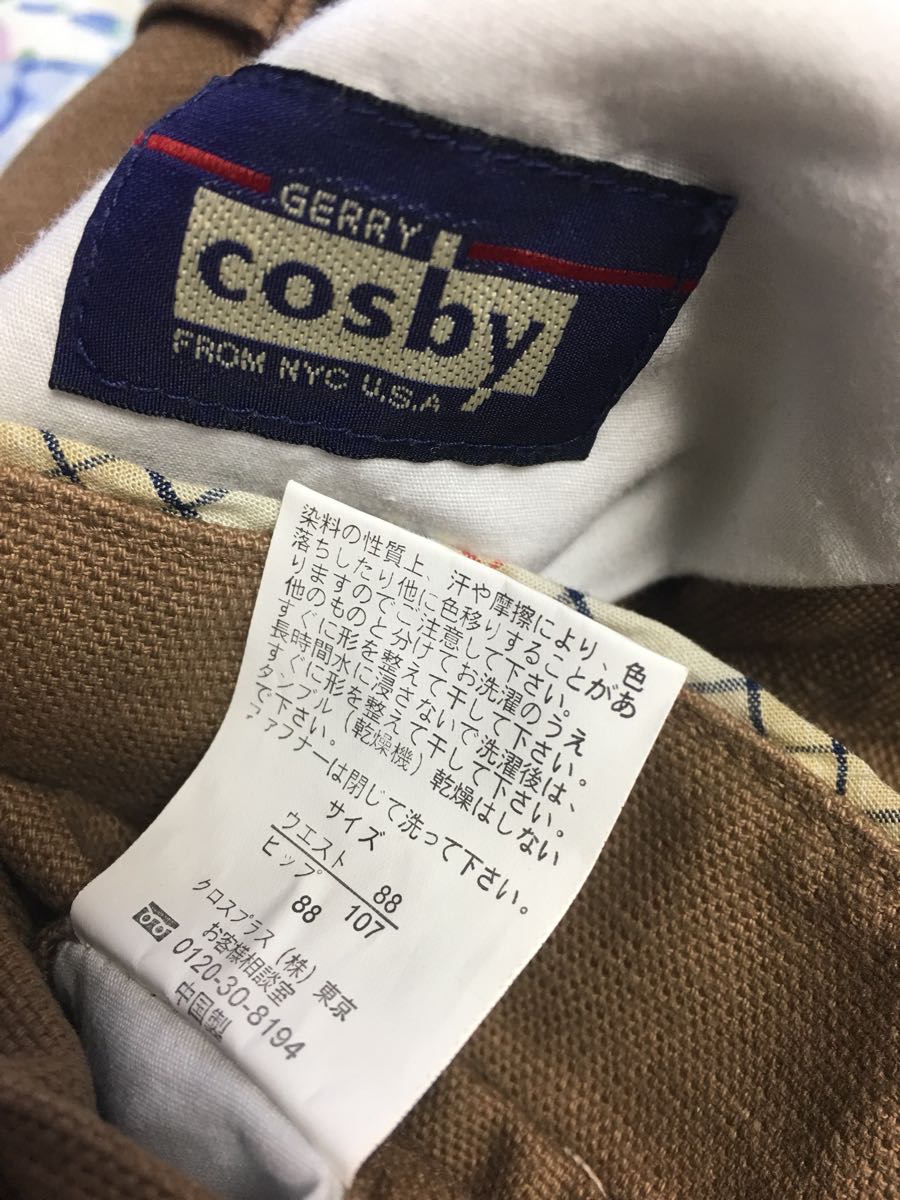 GERRY
cosby
FROM NYC U.S.A
染料の性質上、汗や摩擦により、色
落ちしたり他に色移りすることがあ
りますのでご注意して下さい。
他のものと分けてお洗濯のうえ
すぐに形を整えて干して下さい。
長時間水に浸さないで洗濯後は、
すぐに形を整えて干して下さい。
タンブル(乾燥機)乾燥はしない
で下さい。
ファフナーは閉じて洗って下さい。
サイズ
ウエスト 88
ヒップ 107
88
クロスプラス(株)東京
お客様相談室
0120-30-8194
中国製